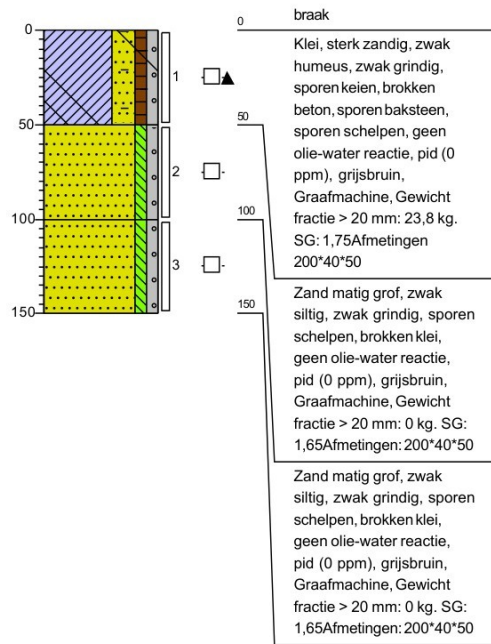 0
50
100
150
1
2
3
0
50
100
150
braak
Klei, sterk zandig, zwak
humeus, zwak grindig,
sporen keien, brokken
beton, sporen baksteen,
sporen schelpen, geen
olie-water reactie, pid (0
ppm), grijsbruin,
Graafmachine, Gewicht
fractie > 20 mm: 23,8 kg.
SG: 1,75Afmetingen
200*40*50
Zand matig grof, zwak
siltig, zwak grindig, sporen
schelpen, brokken klei,
geen olie-water reactie,
pid (0 ppm), grijsbruin,
Graafmachine, Gewicht
fractie > 20 mm: 0 kg. SG:
1,65Afmetingen: 200*40*50
Zand matig grof, zwak
siltig, zwak grindig, sporen
schelpen, brokken klei,
geen olie-water reactie,
pid (0 ppm), grijsbruin,
Graafmachine, Gewicht
fractie > 20 mm: 0 kg. SG:
1,65Afmetingen: 200*40*50